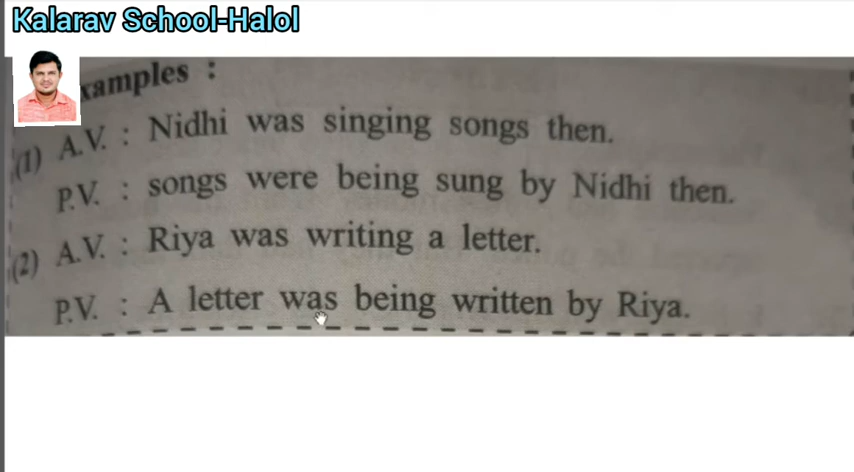 Kalarav School-Halol
xamples :
(1) A.V. : Nidhi was singing songs then.
P.V. : songs were being sung by Nidhi then.
(2) A.V. : Riya was writing a letter.
P.V. : A letter was being written by Riya.